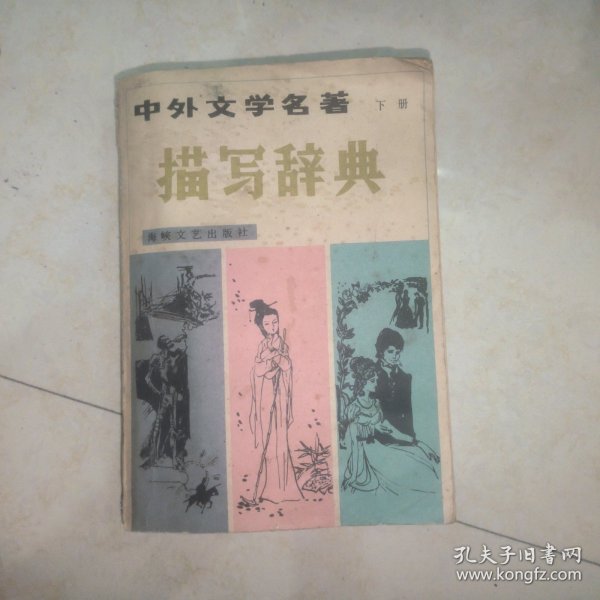 中外文学名著 下册
描写辞典
海峡文艺出版社
孔夫子旧书网
www.kongfz.com